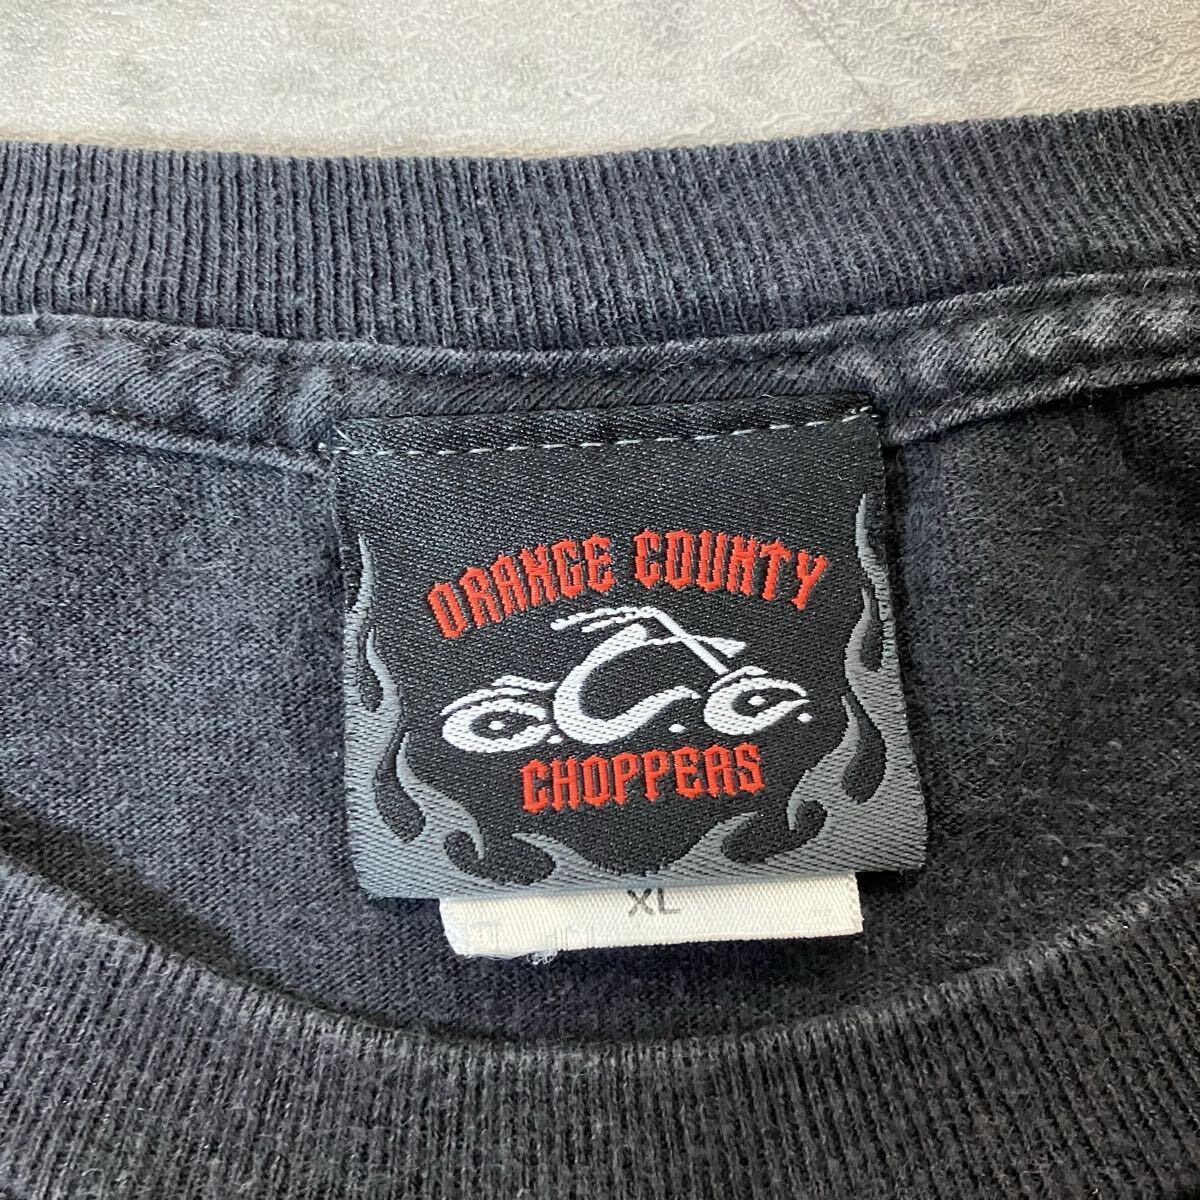 ORANGE COUNTY
O.C.C.
CHOPPERS
XL